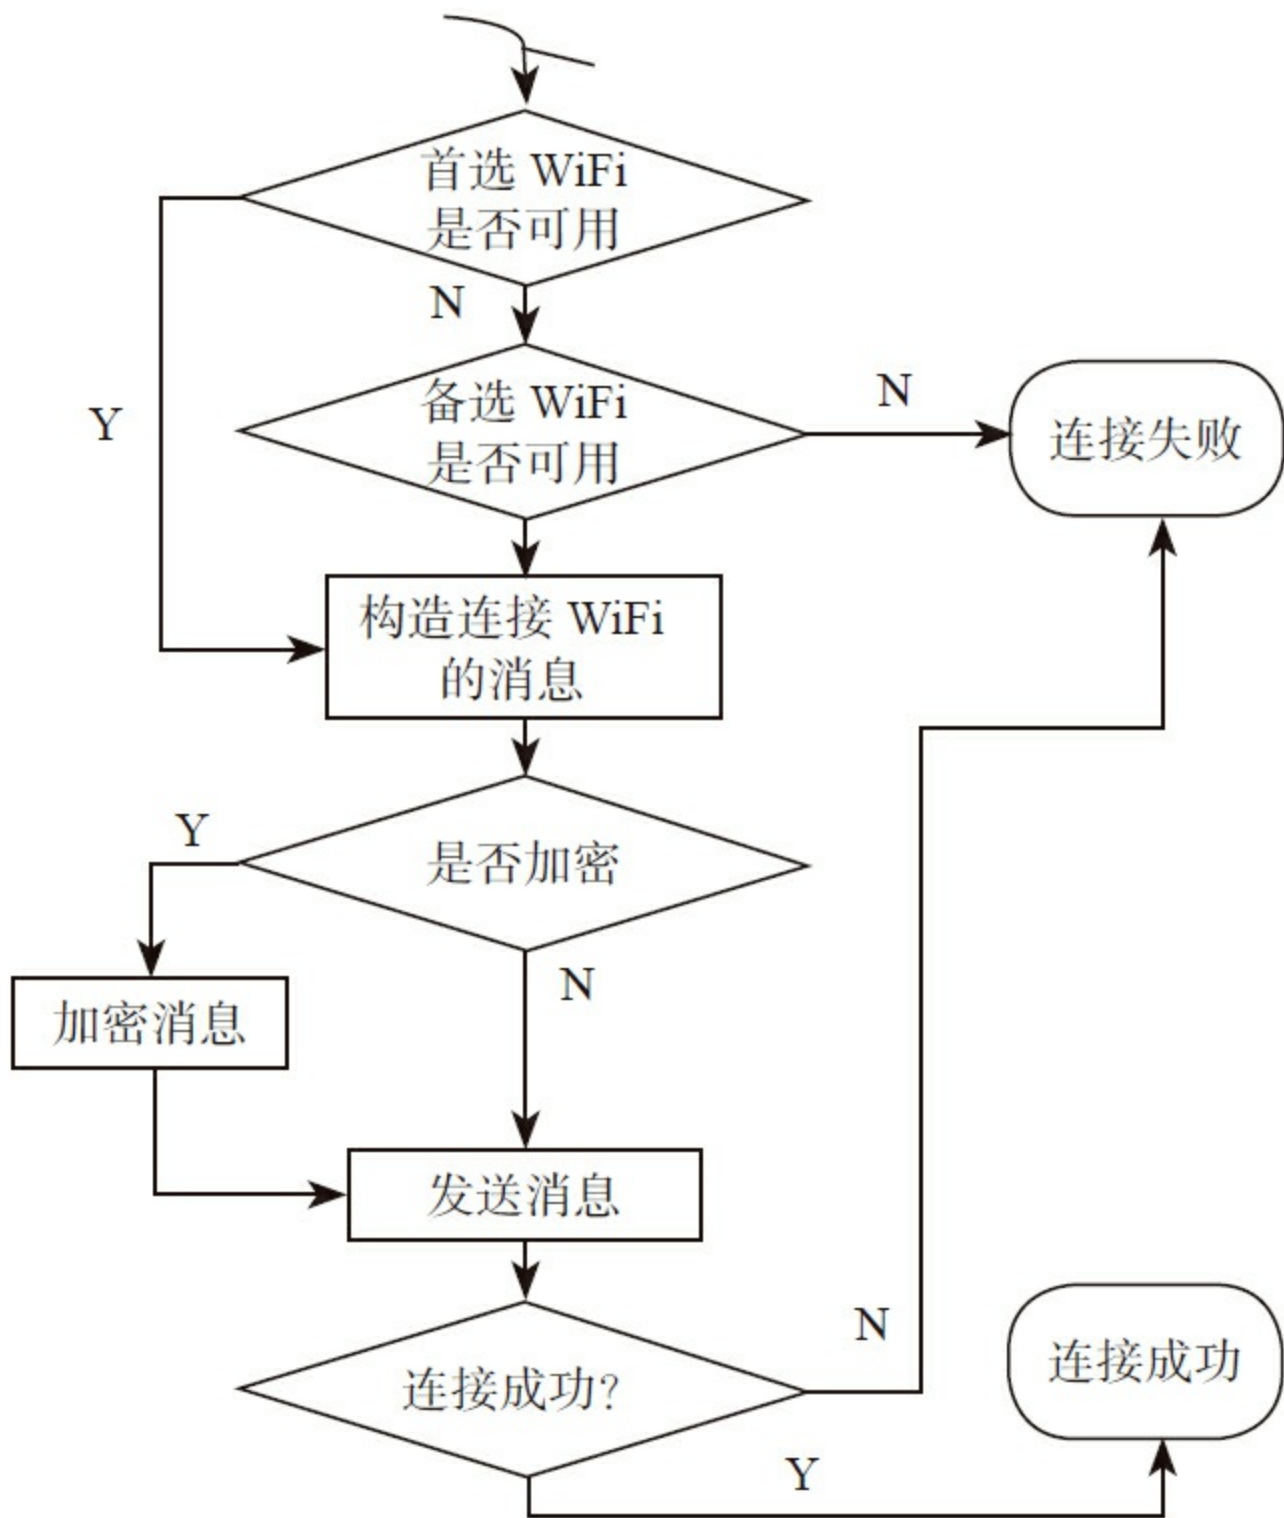 首选 WiFi
是否可用
N
备选 WiFi
是否可用
N
连接失败
Y
构造连接 WiFi
的消息
Y
是否加密
N
加密消息
发送消息
N
连接成功?
连接成功
Y